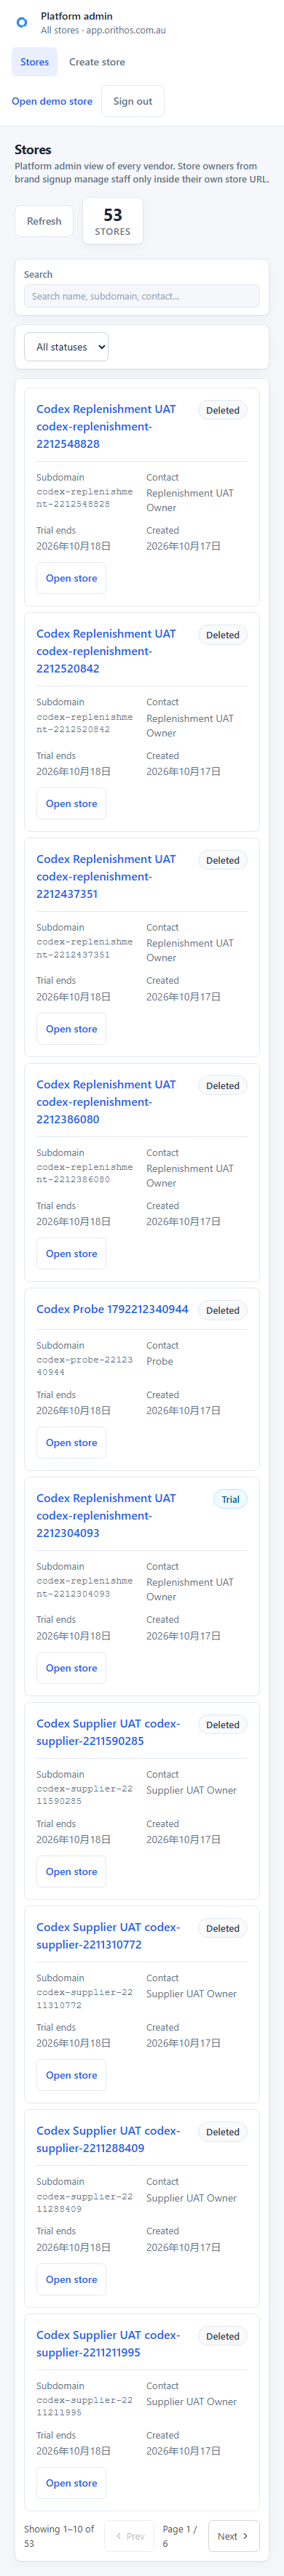 Platform admin
All stores · app.orithos.com.au
Stores
Create store
Open demo store
Sign out
Stores
Platform admin view of every vendor. Store owners from
brand signup manage staff only inside their own store URL.
Refresh
53
STORES
Search
Search name, subdomain, contact...
All statuses
Codex Replenishment UAT
codex-replenishment-
2212548828
Deleted
Subdomain
Contact
codex-replenishme
nt-2212548828
Replenishment UAT
Owner
Trial ends
Created
2026年10月18日
2026年10月17日
Open store
Codex Replenishment UAT
codex-replenishment-
2212520842
Deleted
Subdomain
Contact
codex-replenishme
nt-2212520842
Replenishment UAT
Owner
Trial ends
Created
2026年10月18日
2026年10月17日
Open store
Codex Replenishment UAT
codex-replenishment-
2212437351
Deleted
Subdomain
Contact
codex-replenishme
nt-2212437351
Replenishment UAT
Owner
Trial ends
Created
2026年10月18日
2026年10月17日
Open store
Codex Replenishment UAT
codex-replenishment-
2212386080
Deleted
Subdomain
Contact
codex-replenishme
nt-2212386080
Replenishment UAT
Owner
Trial ends
Created
2026年10月18日
2026年10月17日
Open store
Codex Probe 1792212340944
Deleted
Subdomain
Contact
codex-probe-22123
40944
Probe
Trial ends
Created
2026年10月18日
2026年10月17日
Open store
Codex Replenishment UAT
codex-replenishment-
2212304093
Trial
Subdomain
Contact
codex-replenishme
nt-2212304093
Replenishment UAT
Owner
Trial ends
Created
2026年10月18日
2026年10月17日
Open store
Codex Supplier UAT codex-
supplier-2211590285
Deleted
Subdomain
Contact
codex-supplier-22
11590285
Supplier UAT Owner
Trial ends
Created
2026年10月18日
2026年10月17日
Open store
Codex Supplier UAT codex-
supplier-2211310772
Deleted
Subdomain
Contact
codex-supplier-22
11310772
Supplier UAT Owner
Trial ends
Created
2026年10月18日
2026年10月17日
Open store
Codex Supplier UAT codex-
supplier-2211288409
Deleted
Subdomain
Contact
codex-supplier-22
11288409
Supplier UAT Owner
Trial ends
Created
2026年10月18日
2026年10月17日
Open store
Codex Supplier UAT codex-
supplier-2211211995
Deleted
Subdomain
Contact
codex-supplier-22
11211995
Supplier UAT Owner
Trial ends
Created
2026年10月18日
2026年10月17日
Open store
Showing 1–10 of
53
Prev
Page 1 /
6
Next